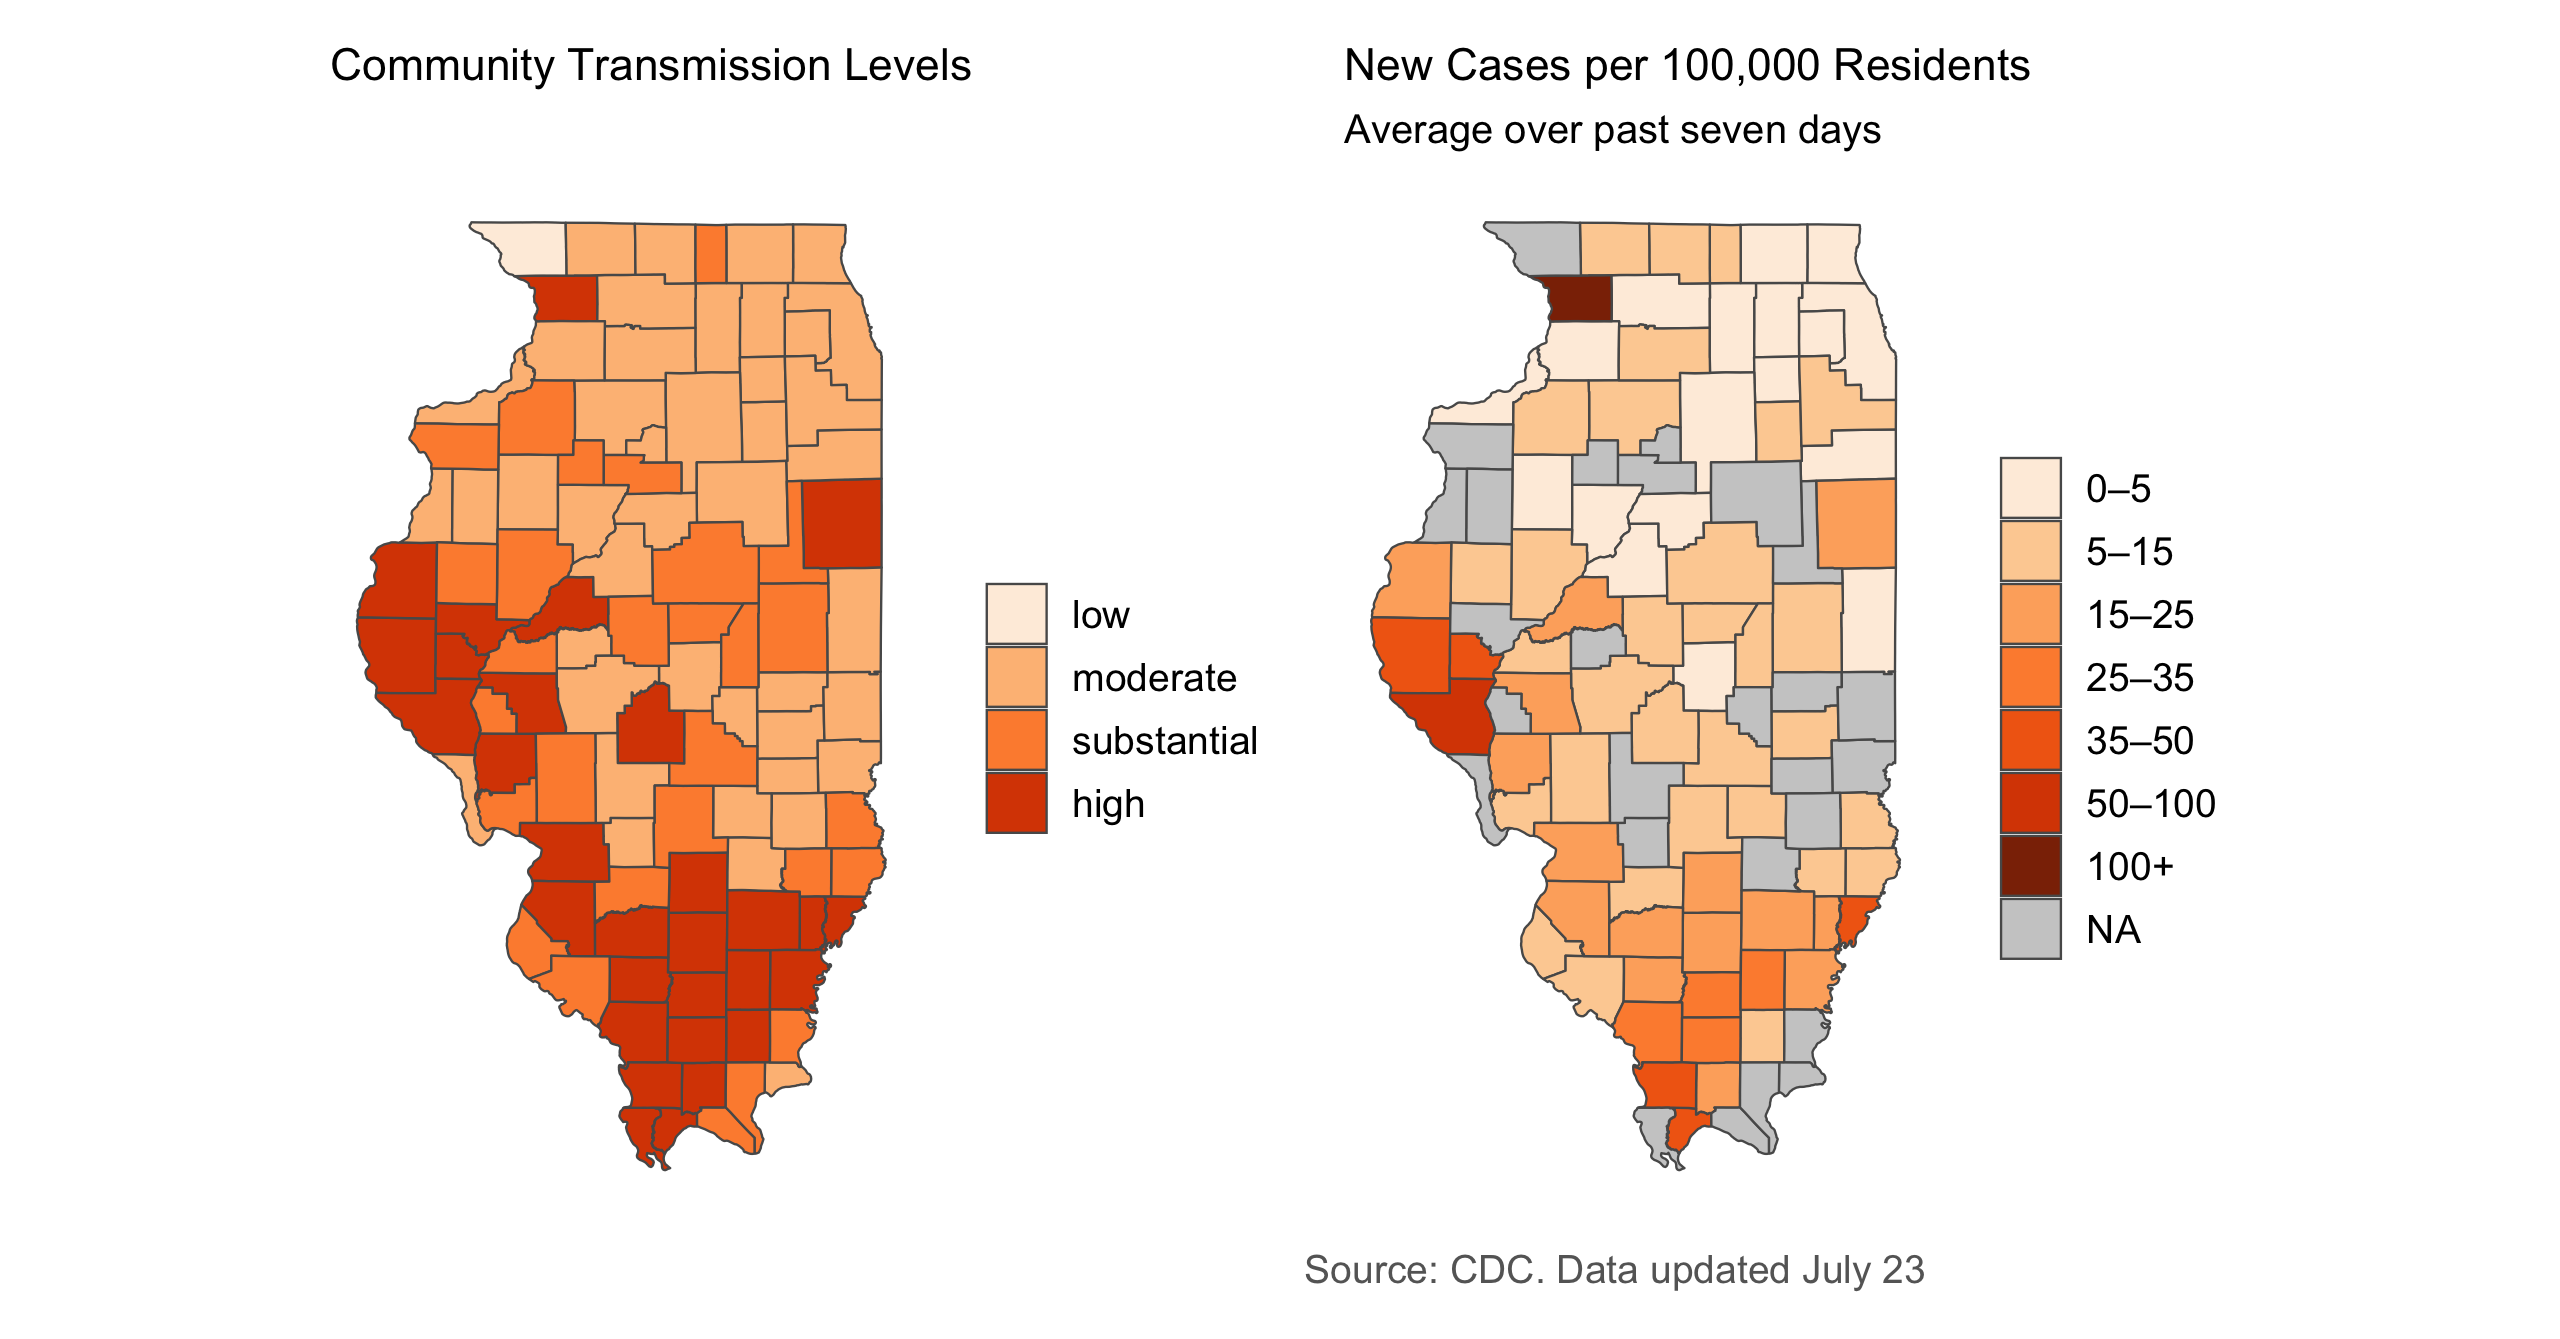 Community Transmission Levels
low
moderate
substantial
high
New Cases per 100,000 Residents
Average over past seven days
0–5
5–15
15–25
25–35
35–50
50–100
100+
NA
Source: CDC. Data updated July 23